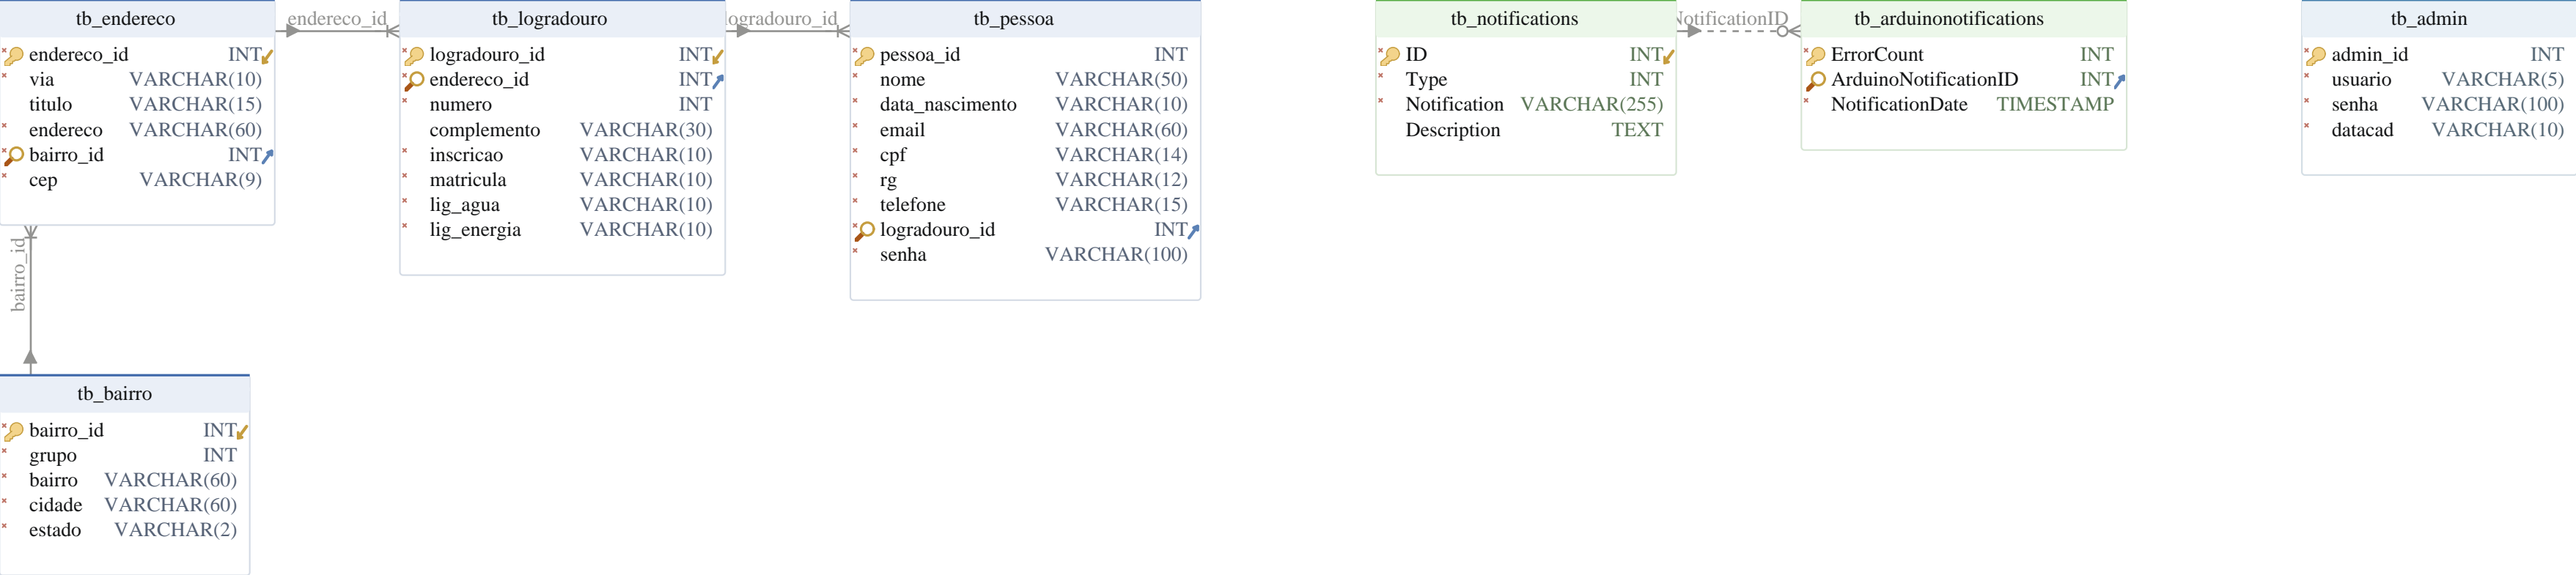 tb_endereco
endereco_id INT
via VARCHAR(10)
titulo VARCHAR(15)
endereco VARCHAR(60)
bairro_id INT
cep VARCHAR(9)
endereco_id
tb_logradouro
logradouro_id INT
endereco_id INT
numero INT
complemento VARCHAR(30)
inscricao VARCHAR(10)
matricula VARCHAR(10)
lig_agua VARCHAR(10)
lig_energia VARCHAR(10)
logradouro_id
tb_pessoa
pessoa_id INT
nome VARCHAR(50)
data_nascimento VARCHAR(10)
email VARCHAR(60)
cpf VARCHAR(14)
rg VARCHAR(12)
telefone VARCHAR(15)
logradouro_id INT
senha VARCHAR(100)
tb_notifications
ID INT
Type INT
Notification VARCHAR(255)
Description TEXT
NotificationID
tb_arduinonotifications
ErrorCount INT
ArduinoNotificationID INT
NotificationDate TIMESTAMP
tb_admin
admin_id INT
usuario VARCHAR(5)
senha VARCHAR(100)
datacad VARCHAR(10)
bairro_id
tb_bairro
bairro_id INT
grupo INT
bairro VARCHAR(60)
cidade VARCHAR(60)
estado VARCHAR(2)